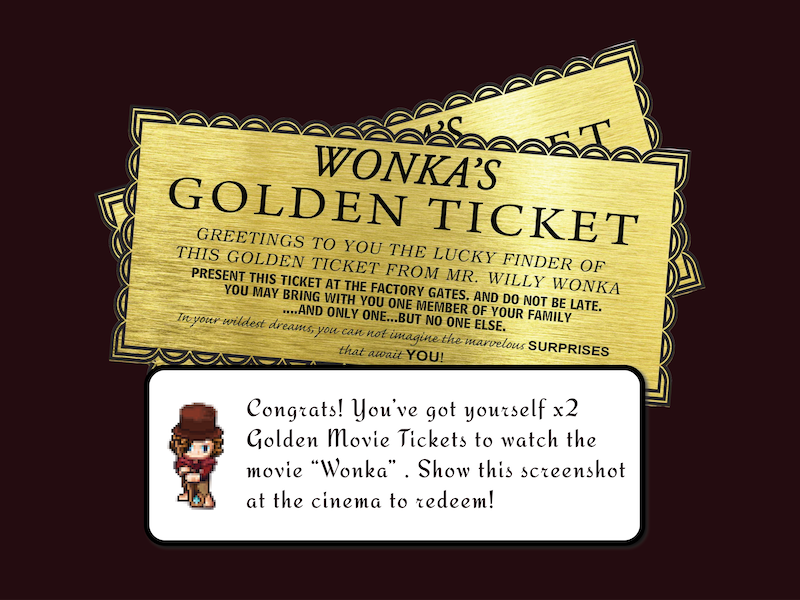 WONKA'S
GOLDEN TICKET
GREETINGS TO YOU THE LUCKY FINDER OF
THIS GOLDEN TICKET FROM MR. WILLY WONKA
PRESENT THIS TICKET AT THE FACTORY GATES. AND DO NOT BE LATE.
YOU MAY BRING WITH YOU ONE MEMBER OF YOUR FAMILY
.....AND ONLY ONE...BUT NO ONE ELSE.
In your wildest dreams, you can not imagine the marvelous SURPRISES
that await YOU!
Congrats! You've got yourself x2
Golden Movie Tickets to watch the
movie “Wonka” . Show this screenshot
at the cinema to redeem!